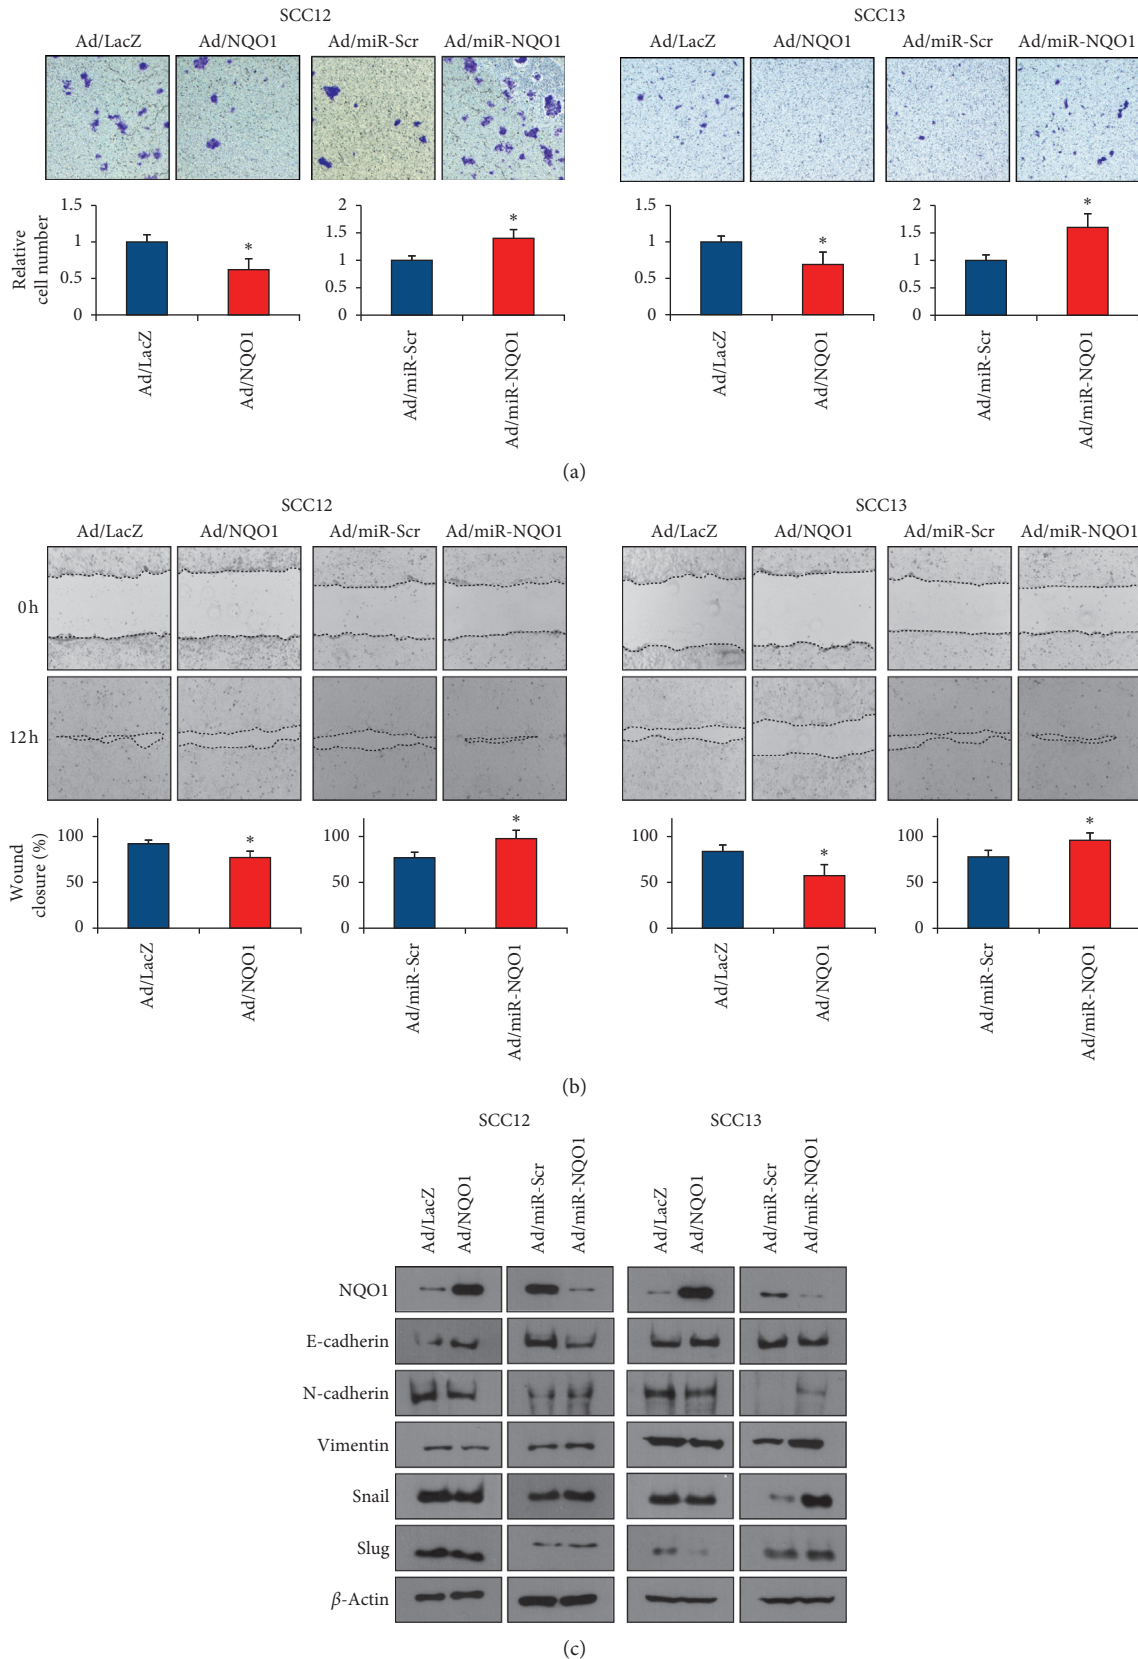 SCC12 SCC13
Ad/LacZ Ad/NQO1 Ad/miR-Scr Ad/miR-NQO1 Ad/LacZ Ad/NQO1 Ad/miR-Scr Ad/miR-NQO1
Relative
cell number
1.5
1
0.5
0
*
Ad/LacZ
Ad/NQO1
2
1.5
1
0.5
0
*
Ad/miR-Scr
Ad/miR-NQO1
1.5
1
0.5
0
*
Ad/LacZ
Ad/NQO1
2
1.5
1
0.5
0
*
Ad/miR-Scr
Ad/miR-NQO1
(a)
SCC12 SCC13
Ad/LacZ Ad/NQO1 Ad/miR-Scr Ad/miR-NQO1 Ad/LacZ Ad/NQO1 Ad/miR-Scr Ad/miR-NQO1
0 h
12 h
Wound
closure (%)
100
50
0
*
Ad/LacZ
Ad/NQO1
100
50
0
*
Ad/miR-Scr
Ad/miR-NQO1
100
50
0
*
Ad/LacZ
Ad/NQO1
100
50
0
*
Ad/miR-Scr
Ad/miR-NQO1
(b)
SCC12 SCC13
Ad/LacZ
Ad/NQO1
Ad/miR-Scr
Ad/miR-NQO1
Ad/LacZ
Ad/NQO1
Ad/miR-Scr
Ad/miR-NQO1
NQO1
E-cadherin
N-cadherin
Vimentin
Snail
Slug
β-Actin
(c)